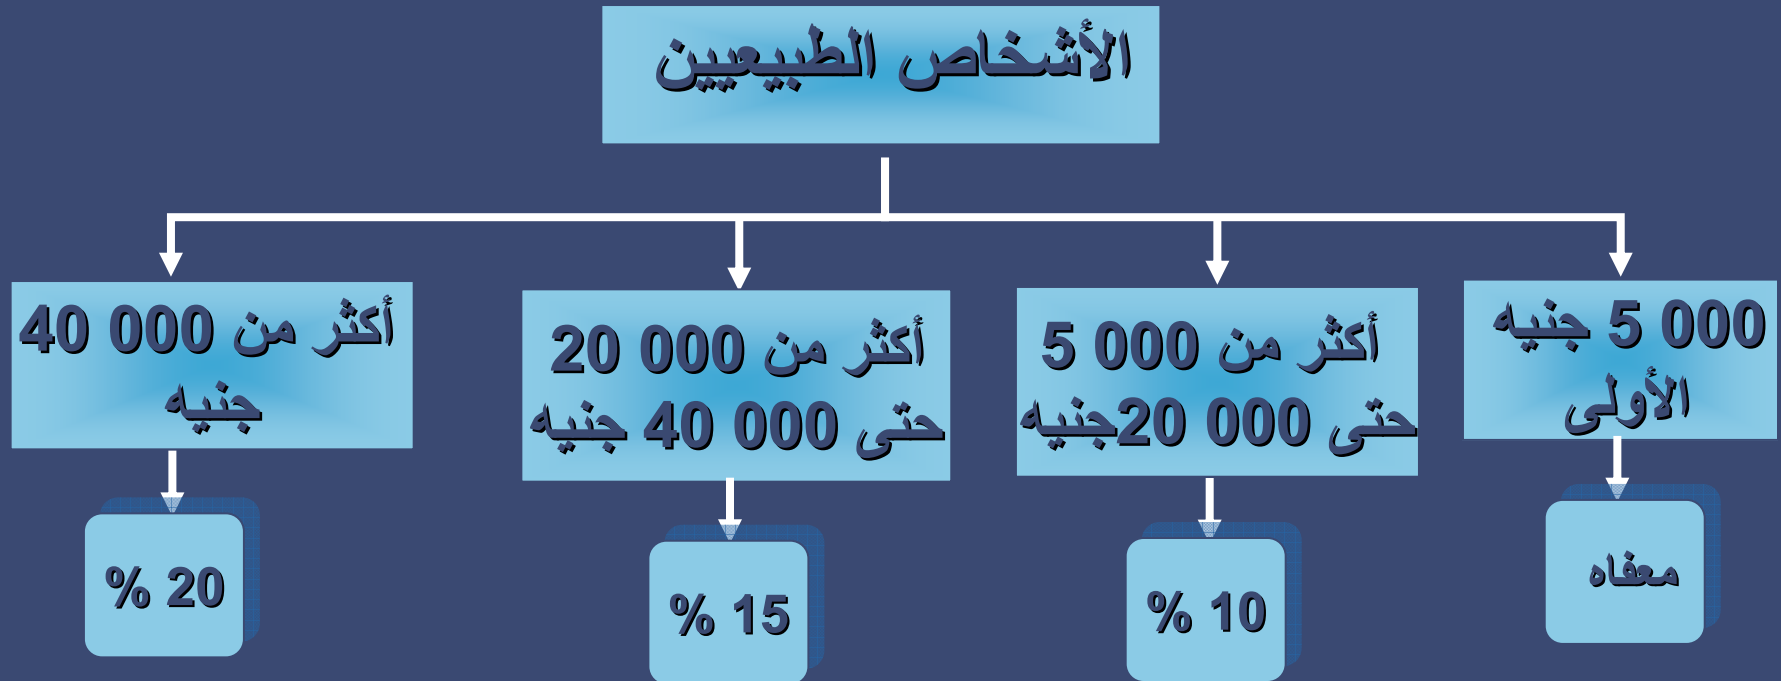 الأشخاص الطبيعيين
5 000 جنيه
الأولى
أكثر من 5 000
حتى 20 000جنيه
أكثر من 20 000
حتى 40 000 جنيه
أكثر من 40 000
جنيه
معفاه
10 %
15 %
20 %